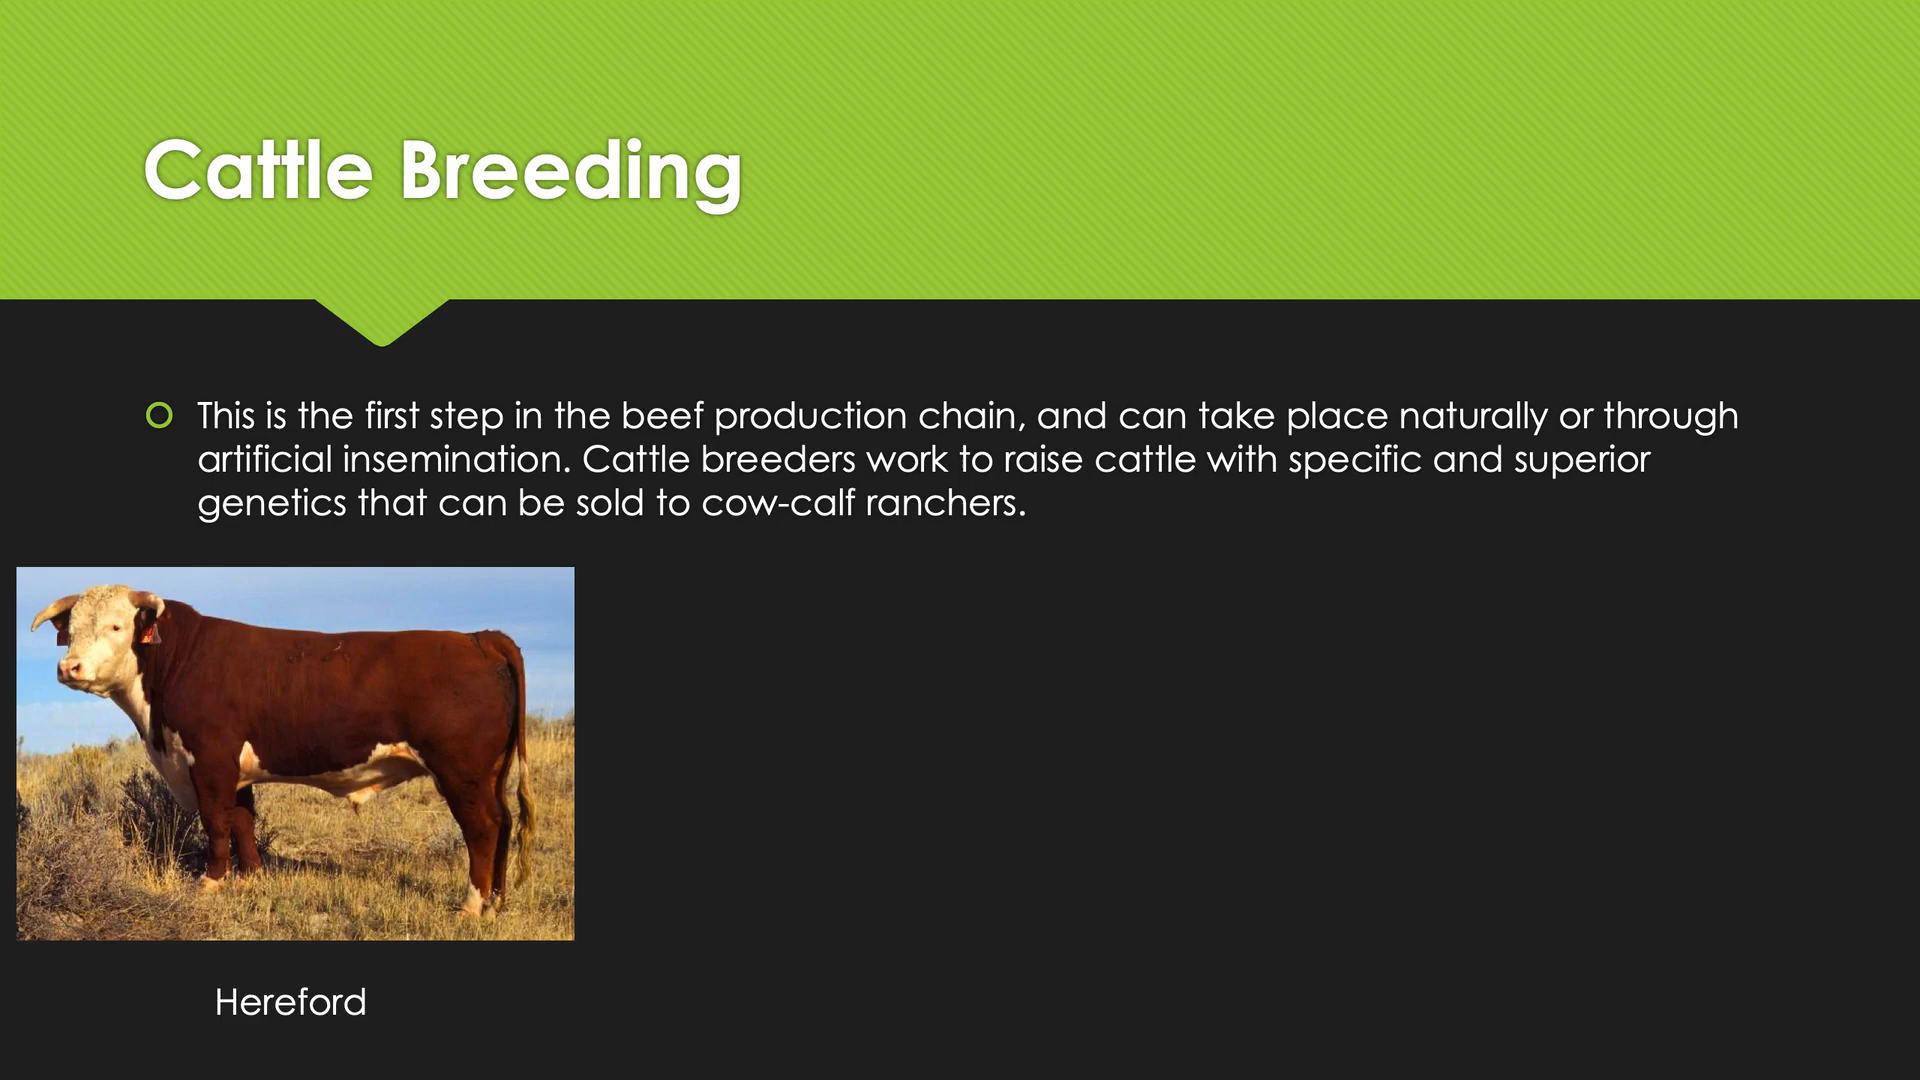 Cattle Breeding
This is the first step in the beef production chain, and can take place naturally or through
artificial insemination. Cattle breeders work to raise cattle with specific and superior
genetics that can be sold to cow-calf ranchers.
Hereford